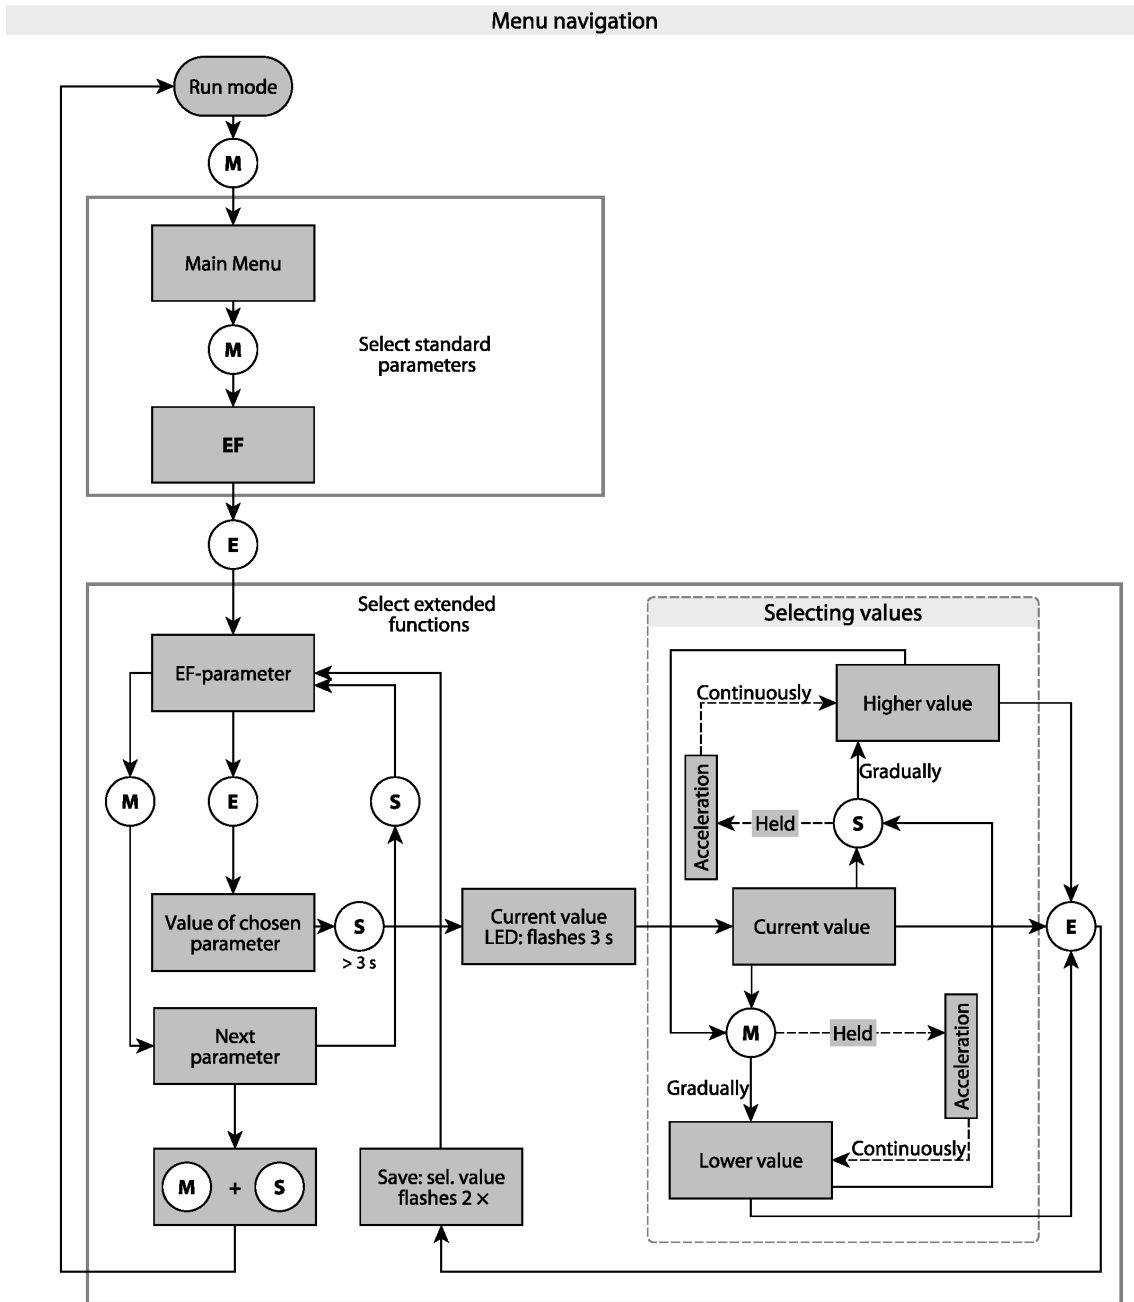 Menu navigation
Run mode
M
Main Menu
M
Select standard
parameters
EF
E
Select extended
functions
Selecting values
EF-parameter
Continuously
Higher value
Gradually
M
E
S
Acceleration
Held
S
Value of chosen
parameter
S
> 3 s
Current value
LED: flashes 3 s
Current value
E
Next
parameter
M
Held
Acceleration
Gradually
Continuously
Lower value
M + S
Save: sel. value
flashes 2 ×